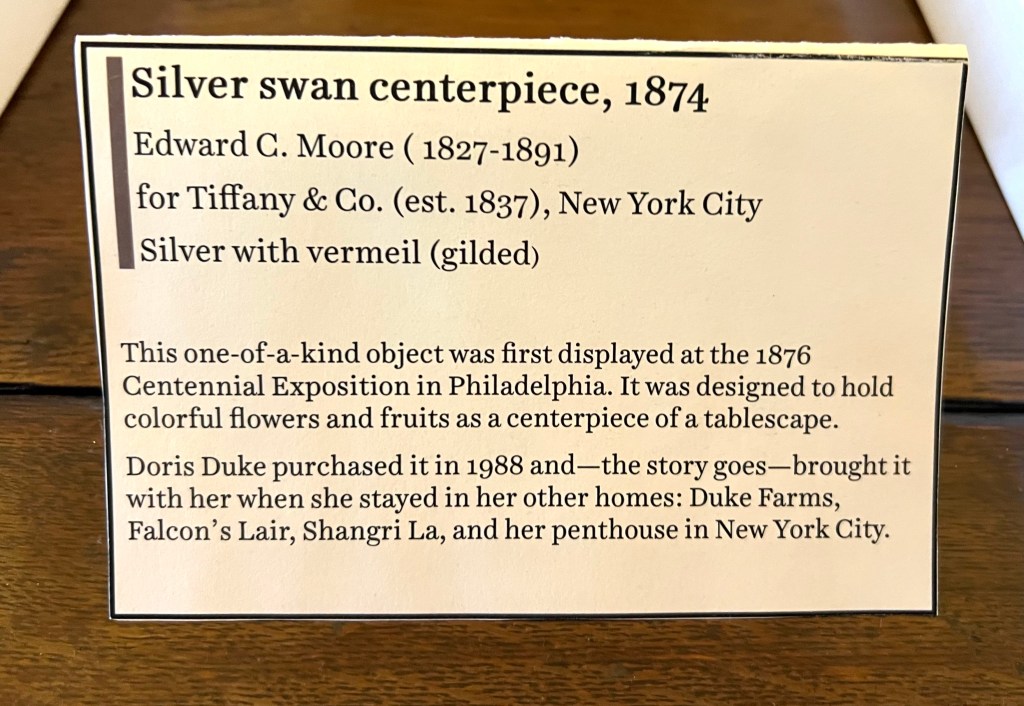 Silver swan centerpiece, 1874
Edward C. Moore ( 1827-1891)
for Tiffany & Co. (est. 1837), New York City
Silver with vermeil (gilded)
This one-of-a-kind object was first displayed at the 1876
Centennial Exposition in Philadelphia. It was designed to hold
colorful flowers and fruits as a centerpiece of a tablescape.
Doris Duke purchased it in 1988 and—the story goes—brought it
with her when she stayed in her other homes: Duke Farms,
Falcon’s Lair, Shangri La, and her penthouse in New York City.